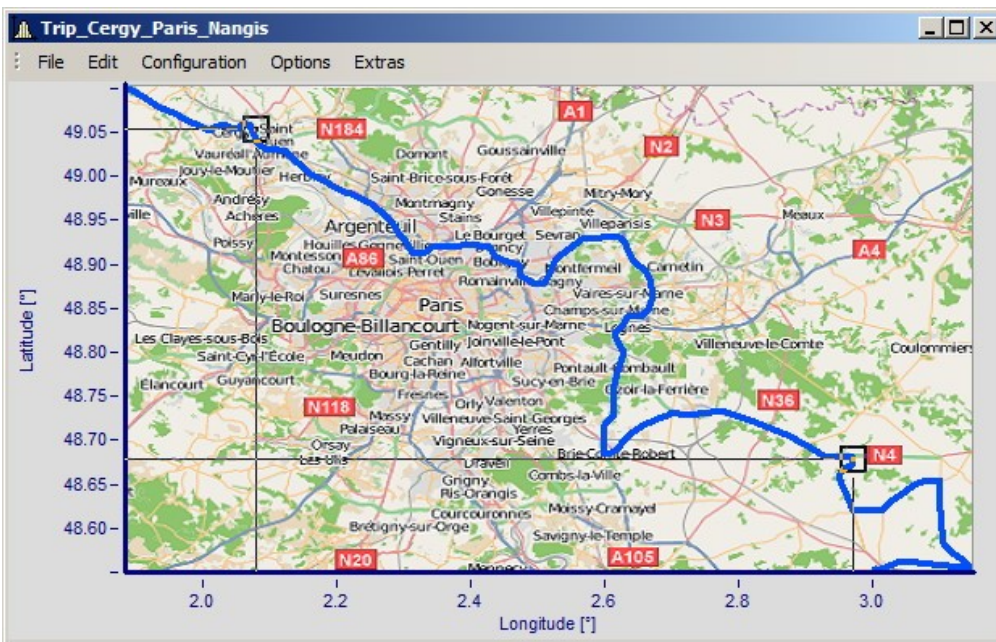 Trip_Cergy_Paris_Nangis
File Edit Configuration Options Extras
A1
49.05
N184
Saint
N2
Vauréal
Domont
Goussainville
49.00
Jouy-le-Moutier
Saint-Brice-sous-Forêt
Mureaux
Gonesse
Mitry-Mory
Andrésy
Montmagny
48.95
Achères
Stains
Villepinte
N3
Meaux
Argenteuil
Villeparisis
Poissy
Le Bourget
Sevran
A4
Saint-Ouen
48.90
A86
Montfermeil
Chatou
Levallois-Perret
Romainville
Marly-le-Roi
Suresnes
Vaires-sur-Marne
48.85
Paris
Champs-sur-Marne
Boulogne-Billancourt
Nogent-sur-Marne
Les Clayes-sous-Bois
Gentilly
Joinville-le-Pont
Villeneuve-le-Comte
48.80
Saint-Cyr-l'École
Meudon
Cachan
Alfortville
Coulommiers
Bourg-la-Reine
Pontault-Combault
Élancourt
Guyancourt
Sucy-en-Brie
48.75
Fresnes
Orly
Valenton
N36
N118
Massy
Villeneuve-Saint-Georges
Palaiseau
Yerres
48.70
Orsay
Vigneux-sur-Seine
Les Ulis
Brie-Comte-Robert
N4
Draveil
48.65
Grigny
Combs-la-Ville
Ris-Orangis
Courcouronnes
Moissy-Cramayel
48.60
Brétigny-sur-Orge
Savigny-le-Temple
N20
A105
Mennecy
2.0 2.2 2.4 2.6 2.8 3.0
Longitude [°]
Latitude [°]